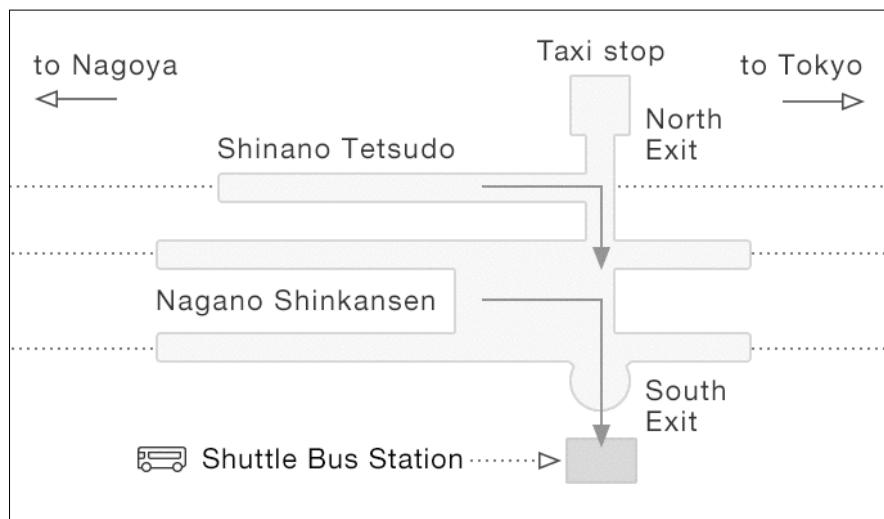 Taxi stop
to Nagoya
to Tokyo
North
Exit
Shinano Tetsudo
Nagano Shinkansen
South
Exit
Shuttle Bus Station